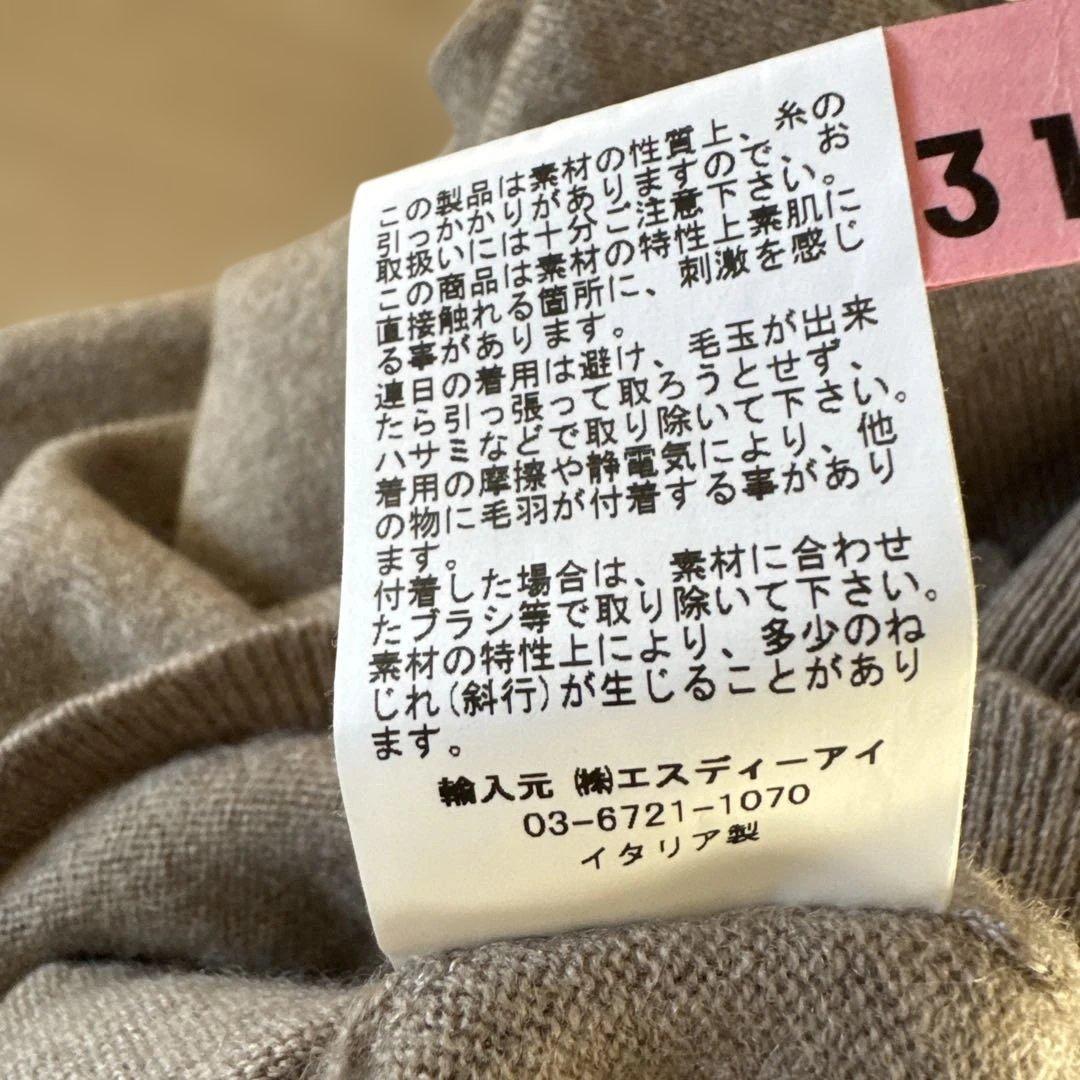 この製品は素材の性質上、糸の
引っかかりがありますので、お
取扱いには十分ご注意下さい。
この商品は素材の特性上素肌に
直接触れる箇所に、刺激を感じ
る事があります。
連日の着用は避け、毛玉が出来
たら引っ張って取ろうとせず、
ハサミなどで取り除いて下さい。
着用の摩擦や静電気により、他
の物に毛羽が付着する事があり
ます。
付着した場合は、素材に合わせ
たブラシ等で取り除いて下さい。
素材の特性上により、多少のね
じれ(斜行)が生じることがあり
ます。
輸入元 ㈱エスディーアイ
03-6721-1070
イタリア製
31